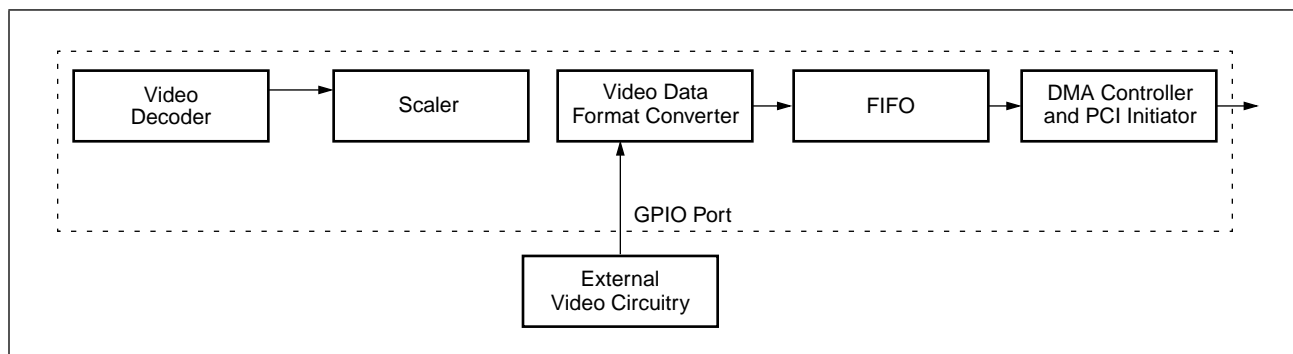 Video
Decoder
Scaler
Video Data
Format Converter
FIFO
DMA Controller
and PCI Initiator
GPIO Port
External
Video Circuitry